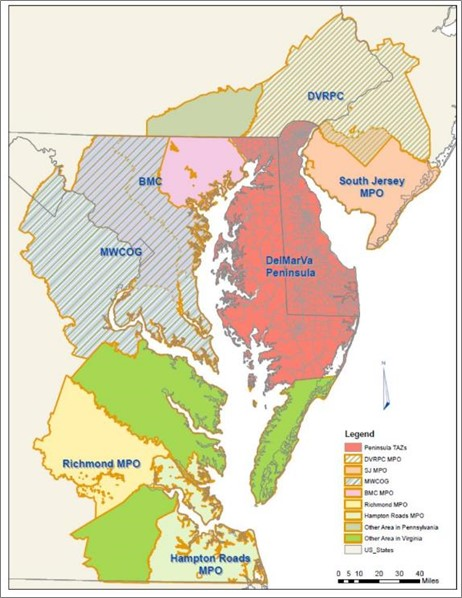 DVRPC
BMC
South Jersey
MPO
MWCOG
DelMarVa
Peninsula
N
Richmond MPO
Hampton Roads
MPO
Legend
Peninsula TAZs
DVRPC MPO
SJ MPO
MWCOG
BMC MPO
Richmond MPO
Hampton Roads MPO
Other Area in Pennsylvania
Other Area in Virginia
US_States
0 5 10 20 30 40
Miles